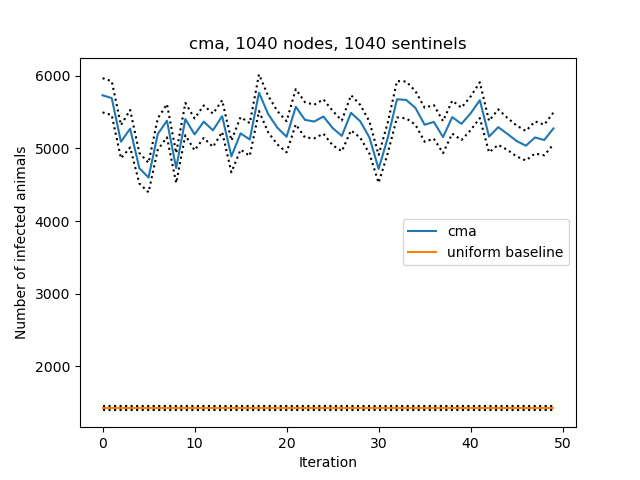 cma, 1040 nodes, 1040 sentinels
Number of infected animals
6000
5000
4000
3000
2000
cma
uniform baseline
0
10
20
30
40
50
Iteration